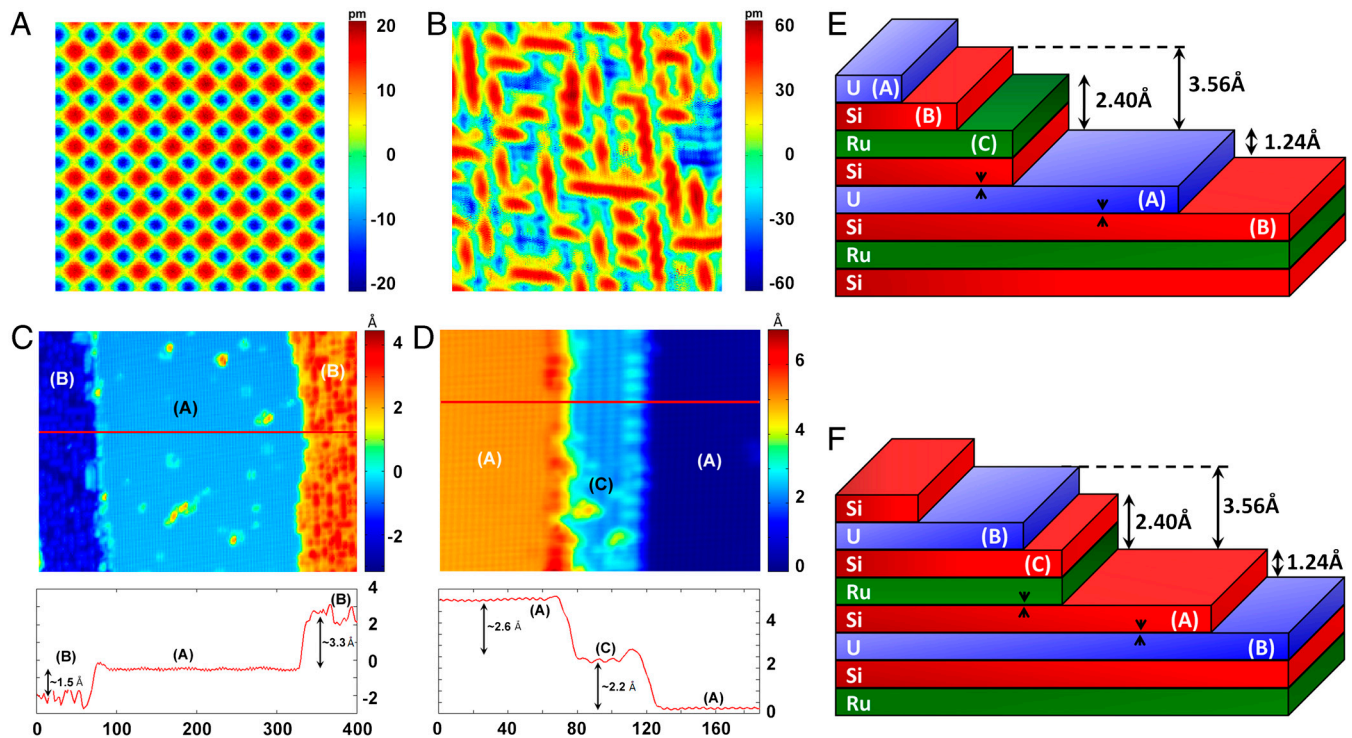 A
pm
20
10
0
-10
-20
B
pm
60
30
0
-30
-60
C
Å
4
2
0
-2
(B)
(A)
(B)
4
2
0
-2
(B)
~1.5 Å
(A)
(B)
~3.3 Å
0
100
200
300
400
D
Å
6
4
2
0
(A)
(C)
(A)
4
2
0
~2.6 Å
(A)
(C)
~2.2 Å
(A)
0
40
80
120
160
E
U (A)
Si (B)
Ru (C)
Si
U (A)
Si (B)
Ru
Si
2.40Å
3.56Å
1.24Å
F
Si
U (B)
Si (C)
Ru
Si (A)
U (B)
Si
Ru
2.40Å
3.56Å
1.24Å